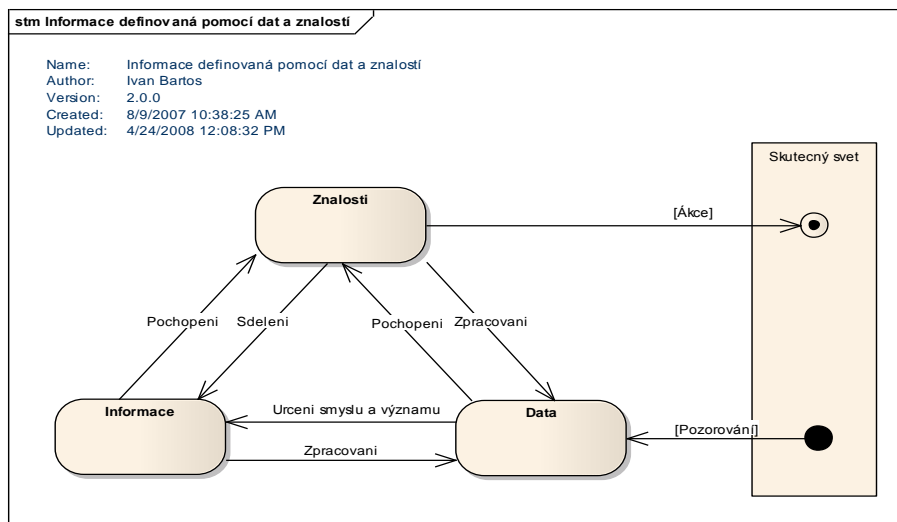 stm Informace definovaná pomocí dat a znalostí
Name: Informace definovaná pomocí dat a znalostí
Author: Ivan Bartos
Version: 2.0.0
Created: 8/9/2007 10:38:25 AM
Updated: 4/24/2008 12:08:32 PM
Skutecný svet
Znalosti
[Ákce]
Pochopeni
Sdeleni
Pochopeni
Zpracovani
Informace
Urceni smyslu a významu
Data
[Pozorování]
Zpracovani